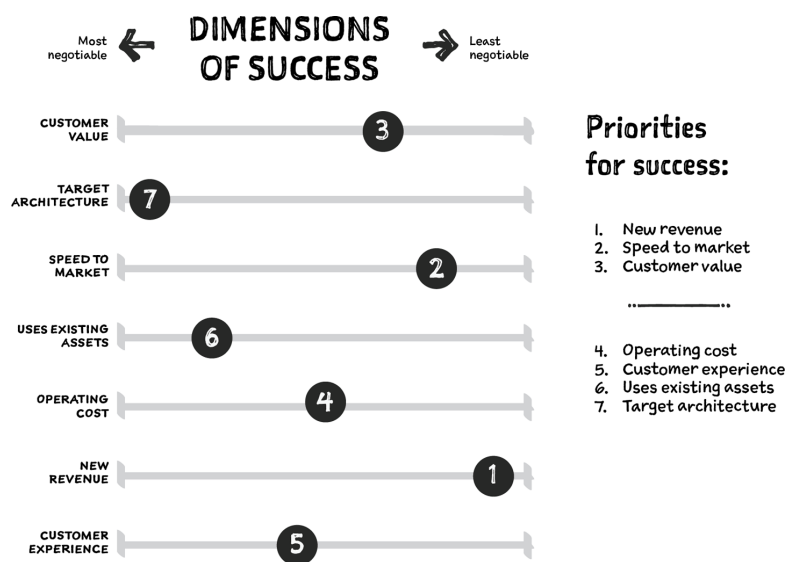 DIMENSIONS
OF SUCCESS
Most
negotiable
Least
negotiable
CUSTOMER
VALUE
3
TARGET
ARCHITECTURE
7
SPEED TO
MARKET
2
USES EXISTING
ASSETS
6
OPERATING
COST
4
NEW
REVENUE
1
CUSTOMER
EXPERIENCE
5
Priorities
for success:
1. New revenue
2. Speed to market
3. Customer value
4. Operating cost
5. Customer experience
6. Uses existing assets
7. Target architecture